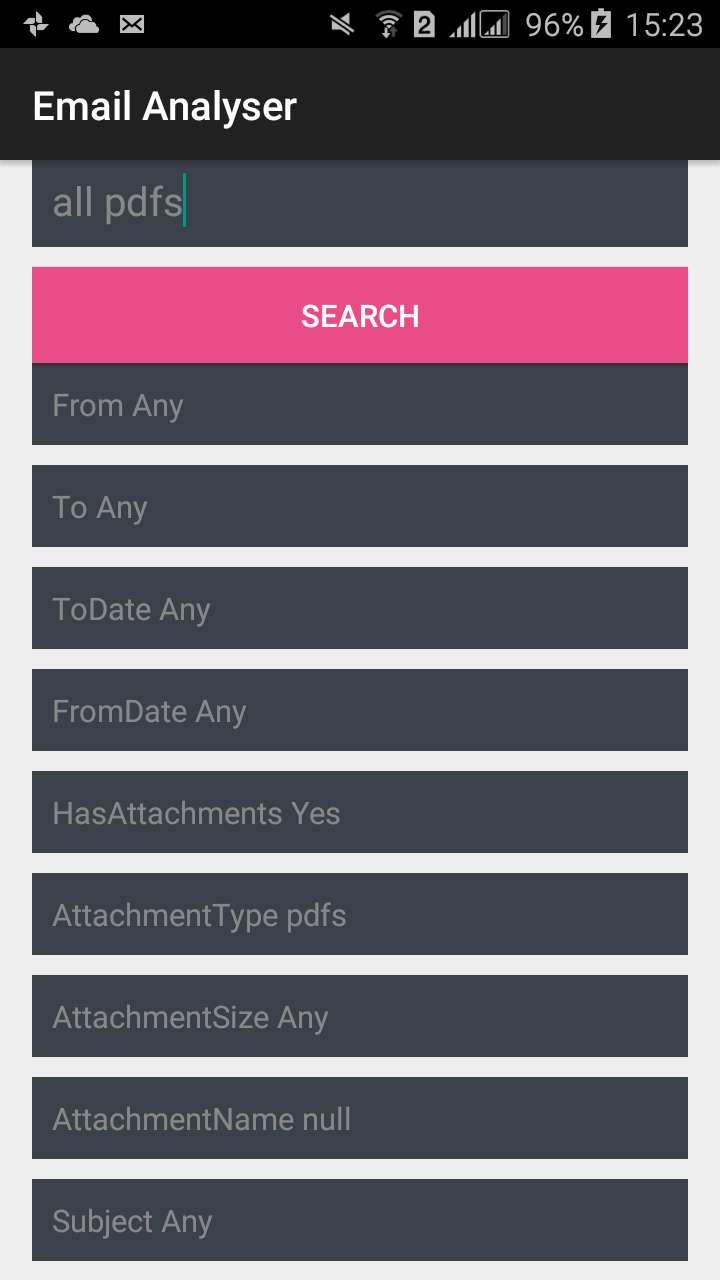 2 96% 15:23
Email Analyser
all pdfs
SEARCH
From Any
To Any
ToDate Any
FromDate Any
HasAttachments Yes
AttachmentType pdfs
AttachmentSize Any
AttachmentName null
Subject Any